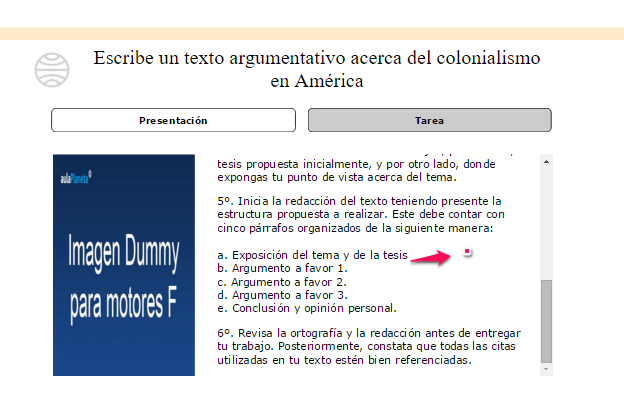 Escribe un texto argumentativo acerca del colonialismo
en América
Presentación
Tarea
aulaPlaneta
Imagen Dummy
para motores F
tesis propuesta inicialmente, y por otro lado, donde
expongas tu punto de vista acerca del tema.
5º. Inicia la redacción del texto teniendo presente la
estructura propuesta a realizar. Este debe contar con
cinco párrafos organizados de la siguiente manera:
a. Exposición del tema y de la tesis
b. Argumento a favor 1.
c. Argumento a favor 2.
d. Argumento a favor 3.
e. Conclusión y opinión personal.
6º. Revisa la ortografía y la redacción antes de entregar
tu trabajo. Posteriormente, constata que todas las citas
utilizadas en tu texto estén bien referenciadas.